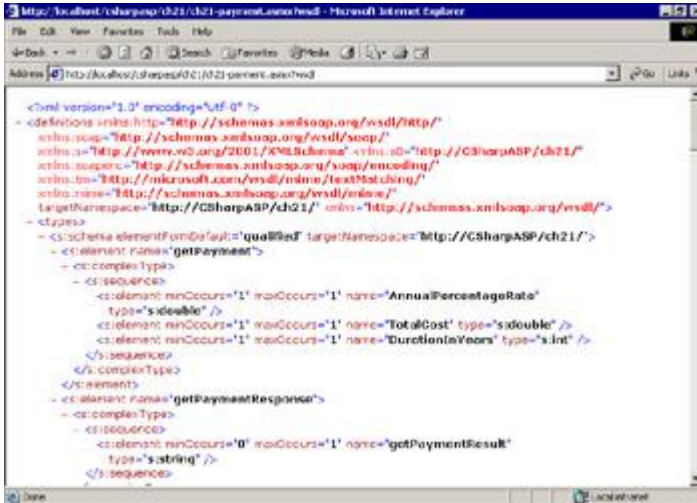 http://localhost/csharpasp/ch21/ch21-payment.asmx?wsdl - Microsoft Internet Explorer
File Edit View Favorites Tools Help
Back Search Favorites Media
Address http://localhost/csharpasp/ch21/ch21-payment.asmx?wsdl Go Links
<?xml version="1.0" encoding="utf-8" ?>
- <definitions xmlns:http="http://schemas.xmlsoap.org/wsdl/http/"
xmlns:soap="http://schemas.xmlsoap.org/wsdl/soap/"
xmlns:s="http://www.w3.org/2001/XMLSchema" xmlns:s0="http://CSharpASP/ch21/"
xmlns:soapenc="http://schemas.xmlsoap.org/soap/encoding/"
xmlns:tm="http://microsoft.com/wsdl/mime/textMatching/"
xmlns:mime="http://schemas.xmlsoap.org/wsdl/mime/"
targetNamespace="http://CSharpASP/ch21/" xmlns="http://schemas.xmlsoap.org/wsdl/">
- <types>
- <s:schema elementFormDefault="qualified" targetNamespace="http://CSharpASP/ch21/">
- <s:element name="getPayment">
- <s:complexType>
- <s:sequence>
<s:element minOccurs="1" maxOccurs="1" name="AnnualPercentageRate"
type="s:double" />
<s:element minOccurs="1" maxOccurs="1" name="TotalCost" type="s:double" />
<s:element minOccurs="1" maxOccurs="1" name="DurationInYears" type="s:int" />
</s:sequence>
</s:complexType>
</s:element>
- <s:element name="getPaymentResponse">
- <s:complexType>
- <s:sequence>
<s:element minOccurs="0" maxOccurs="1" name="getPaymentResult"
type="s:string" />
</s:sequence>
Done Local intranet